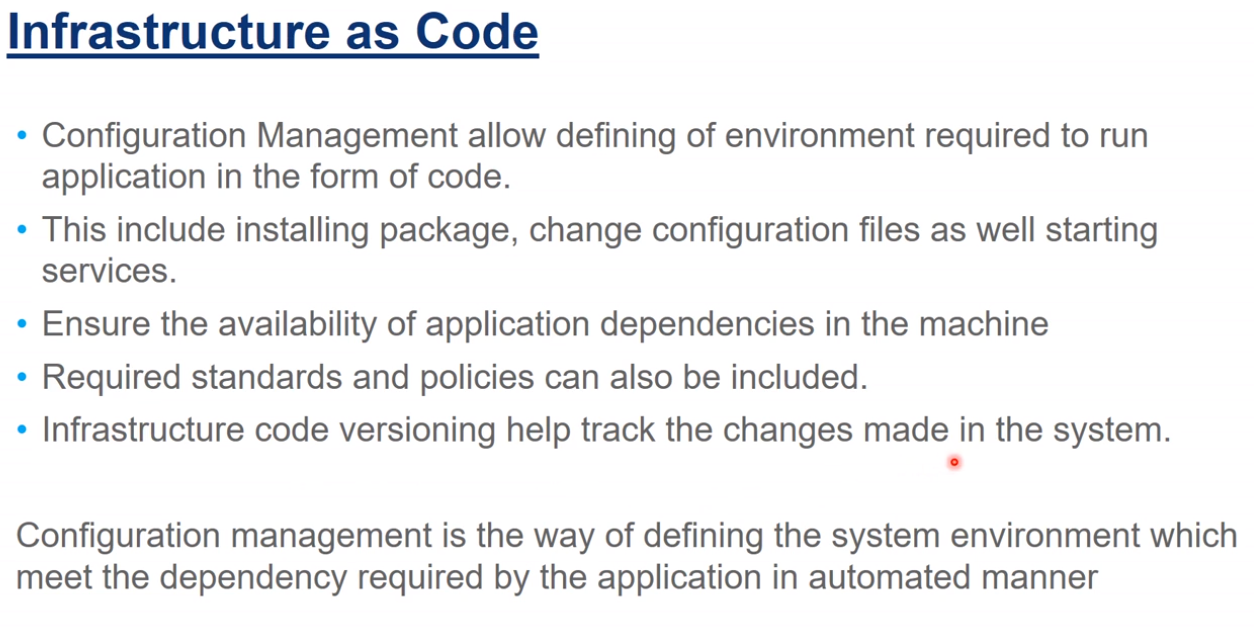 Infrastructure as Code
• Configuration Management allow defining of environment required to run
application in the form of code.
• This include installing package, change configuration files as well starting
services.
• Ensure the availability of application dependencies in the machine
• Required standards and policies can also be included.
• Infrastructure code versioning help track the changes made in the system.
Configuration management is the way of defining the system environment which
meet the dependency required by the application in automated manner